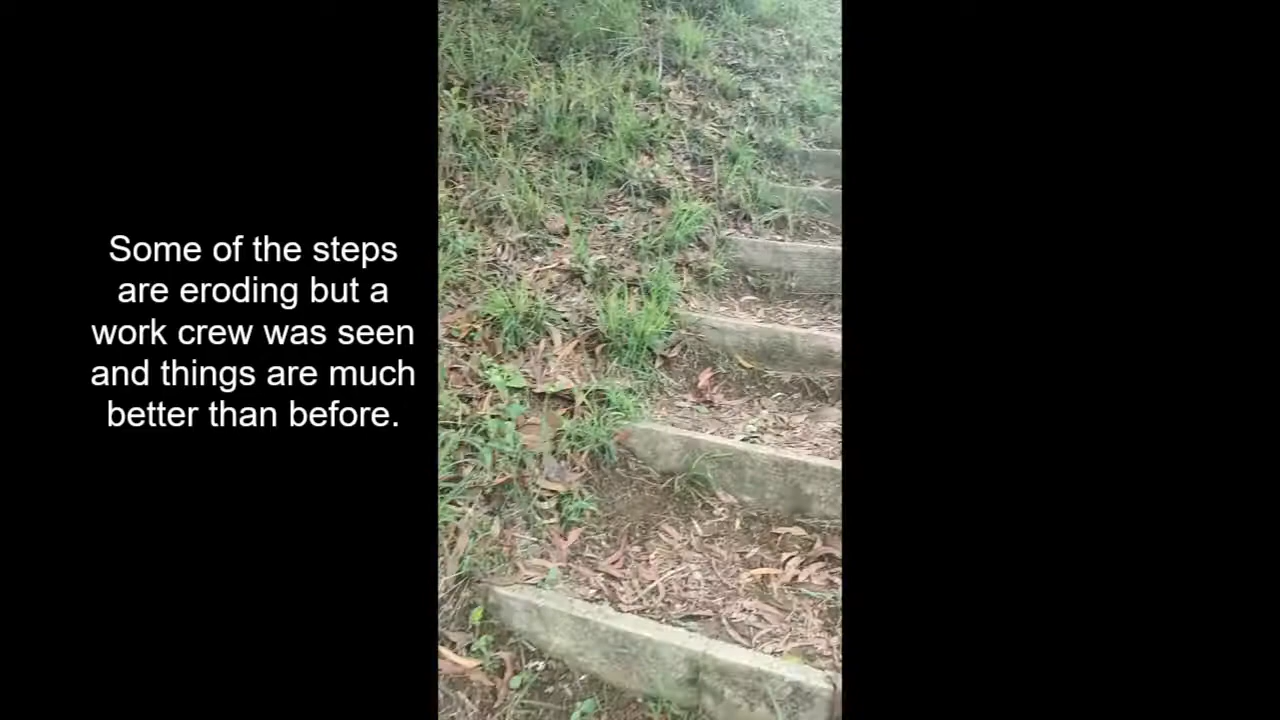 Some of the steps
are eroding but a
work crew was seen
and things are much
better than before.